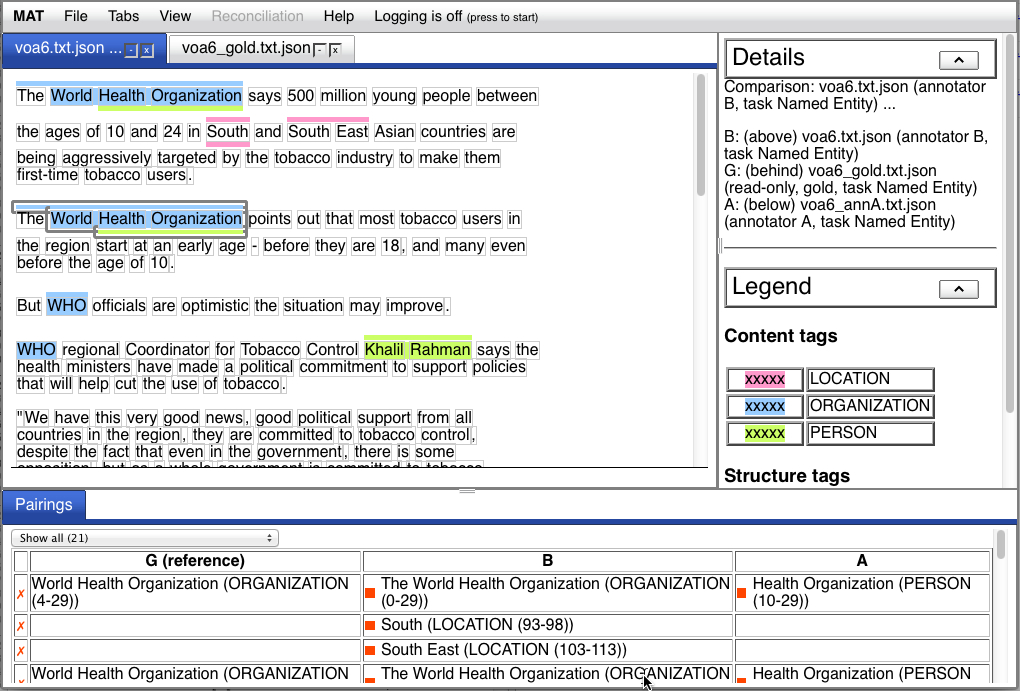 MAT File Tabs View Reconciliation Help Logging is off (press to start)
voa6.txt.json ... - x voa6_gold.txt.json - x
The World Health Organization says 500 million young people between
the ages of 10 and 24 in South and South East Asian countries are
being aggressively targeted by the tobacco industry to make them
first-time tobacco users.
The World Health Organization points out that most tobacco users in
the region start at an early age - before they are 18, and many even
before the age of 10.
But WHO officials are optimistic the situation may improve.
WHO regional Coordinator for Tobacco Control Khalil Rahman says the
health ministers have made a political commitment to support policies
that will help cut the use of tobacco.
"We have this very good news, good political support from all
countries in the region, they are committed to tobacco control,
despite the fact that even in the government, there is some
opposition, but as a whole government is committed to tobacco
Details
Comparison: voa6.txt.json (annotator
B, task Named Entity) ...
B: (above) voa6.txt.json (annotator B,
task Named Entity)
G: (behind) voa6_gold.txt.json
(read-only, gold, task Named Entity)
A: (below) voa6_annA.txt.json
(annotator A, task Named Entity)
Legend
Content tags
xxxxx LOCATION
xxxxx ORGANIZATION
xxxxx PERSON
Structure tags
Pairings
Show all (21)
G (reference) B A
✗ World Health Organization (ORGANIZATION (4-29)) The World Health Organization (ORGANIZATION (0-29)) Health Organization (PERSON (10-29))
✗ South (LOCATION (93-98))
✗ South East (LOCATION (103-113))
✗ World Health Organization (ORGANIZATION The World Health Organization (ORGANIZATION Health Organization (PERSON